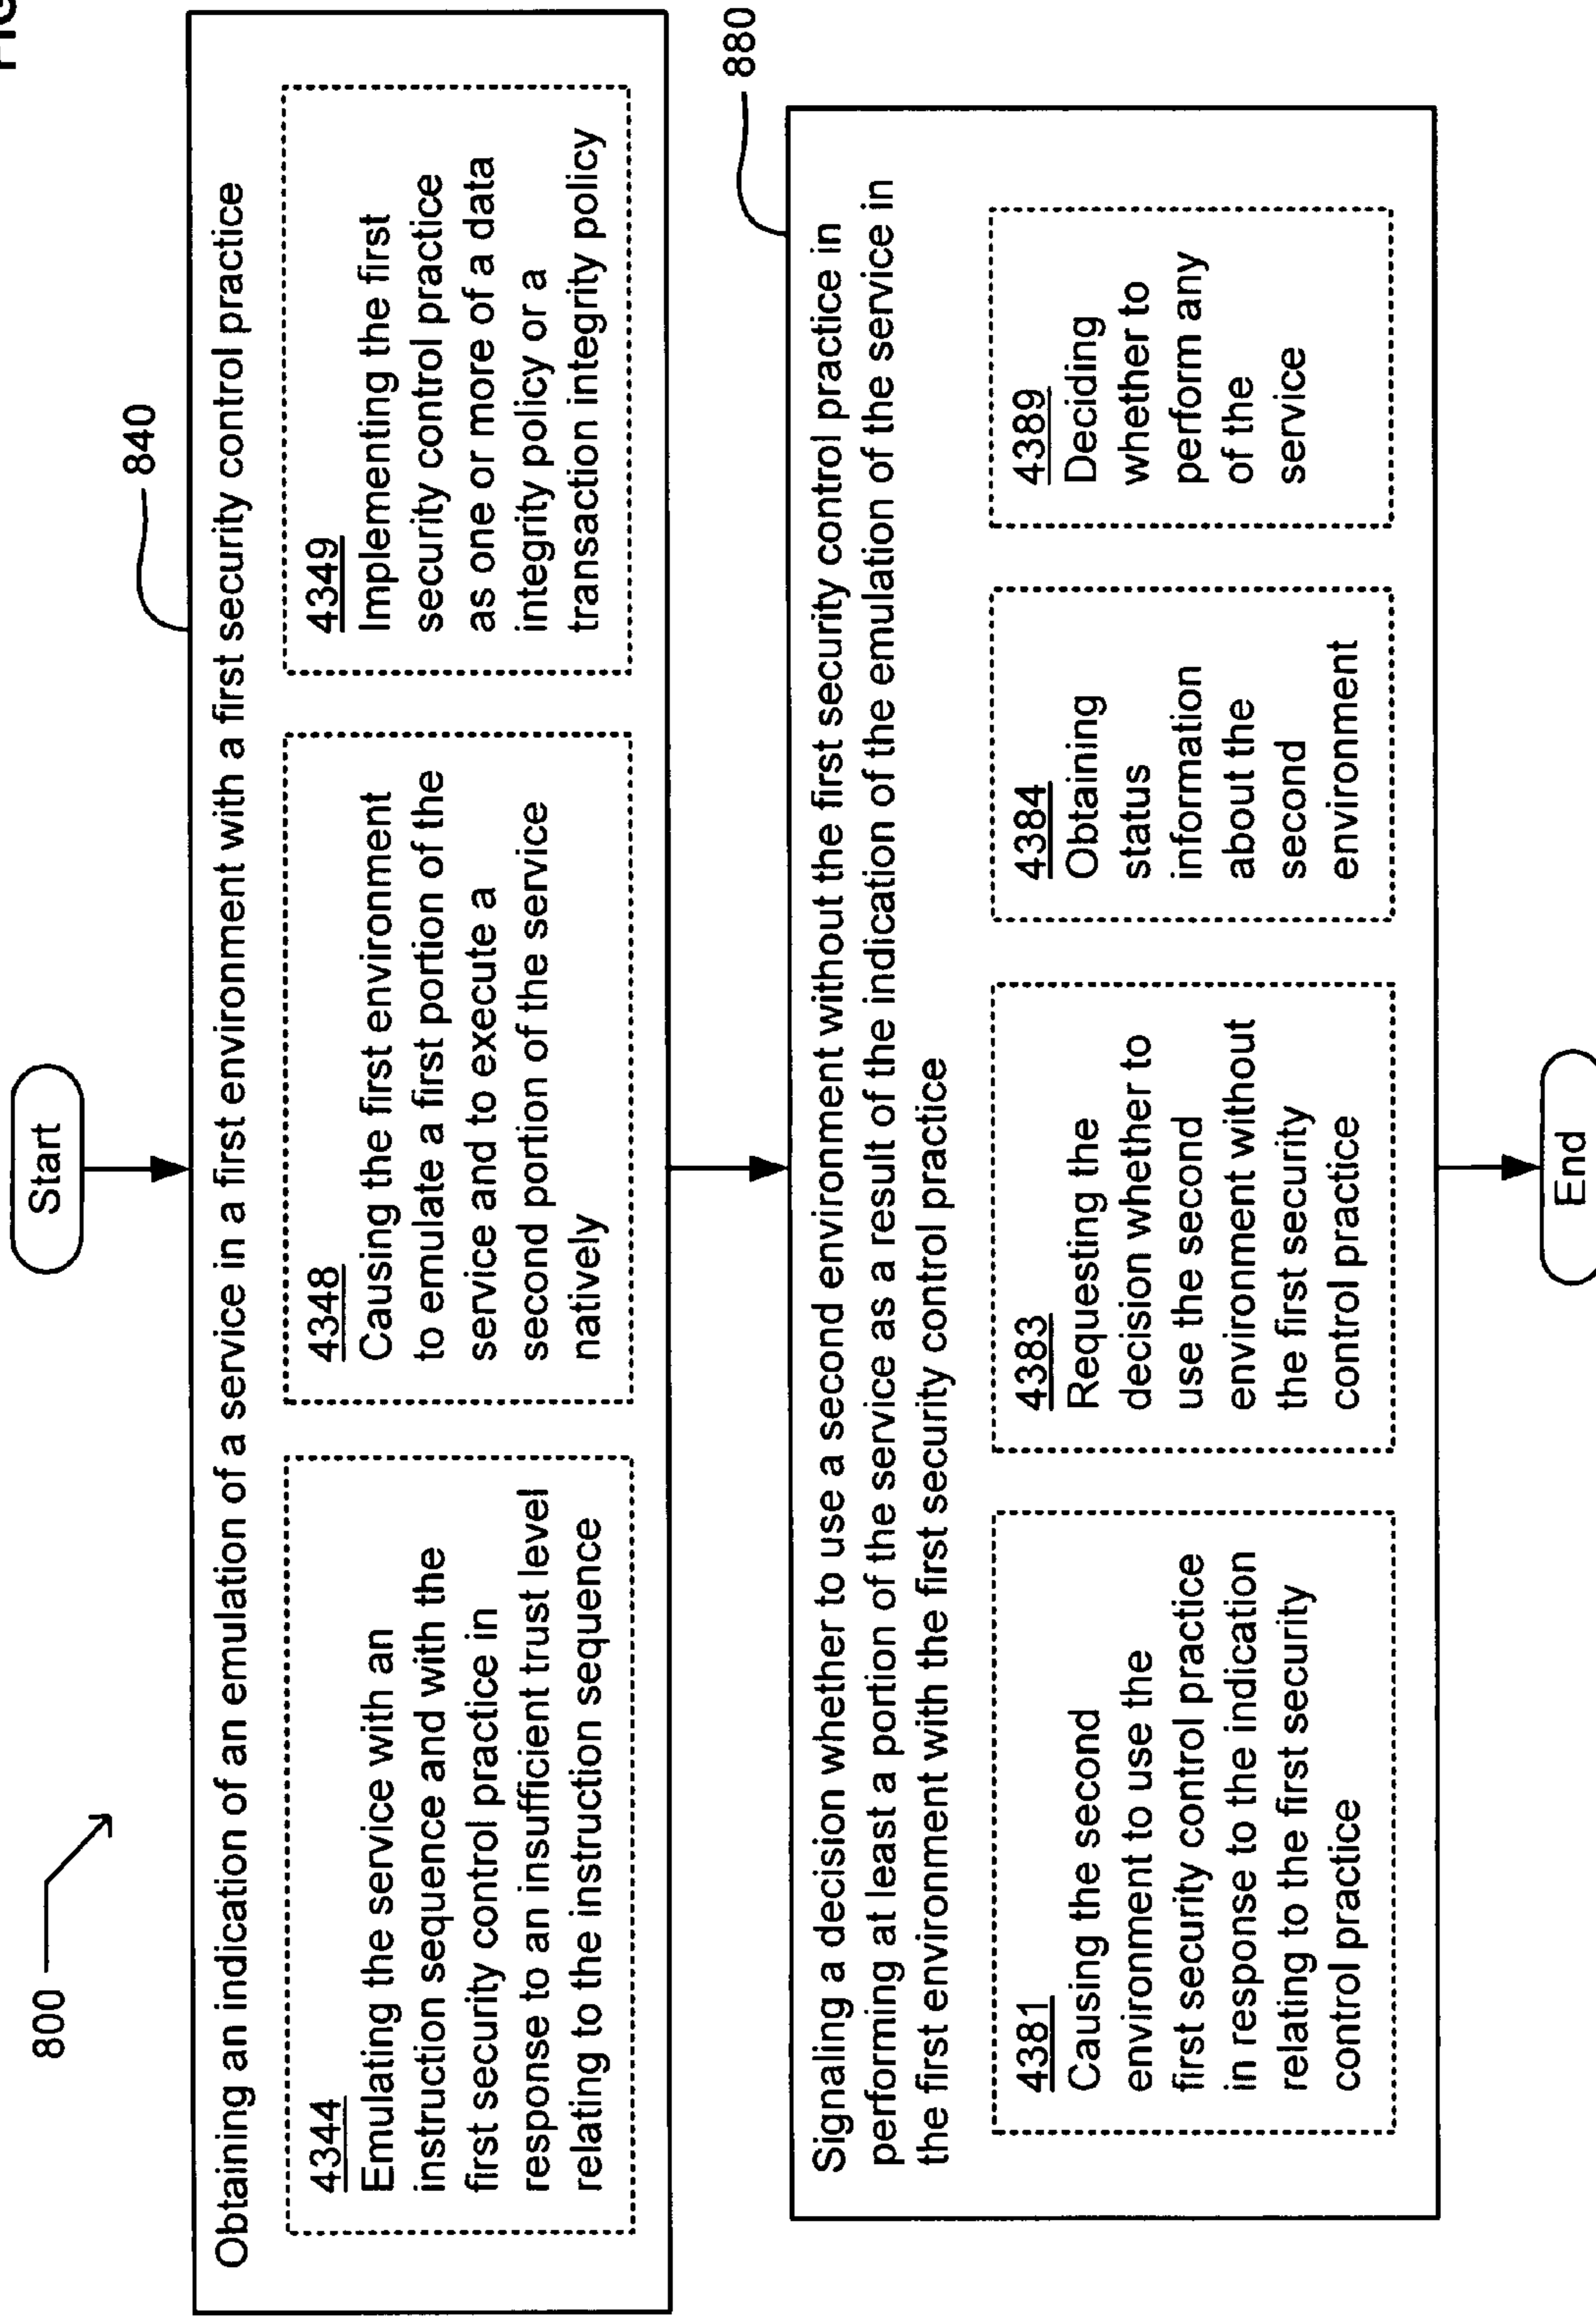 800
Start
840
Obtaining an indication of an emulation of a service in a first environment with a first security control practice
4344
Emulating the service with an
instruction sequence and with the
first security control practice in
response to an insufficient trust level
relating to the instruction sequence
4348
Causing the first environment
to emulate a first portion of the
service and to execute a
second portion of the service
natively
4349
Implementing the first
security control practice
as one or more of a data
integrity policy or a
transaction integrity policy
880
Signaling a decision whether to use a second environment without the first security control practice in
performing at least a portion of the service as a result of the indication of the emulation of the service in
the first environment with the first security control practice
4381
Causing the second
environment to use the
first security control practice
in response to the indication
relating to the first security
control practice
4383
Requesting the
decision whether to
use the second
environment without
the first security
control practice
4384
Obtaining
status
information
about the
second
environment
4389
Deciding
whether to
perform any
of the
service
End